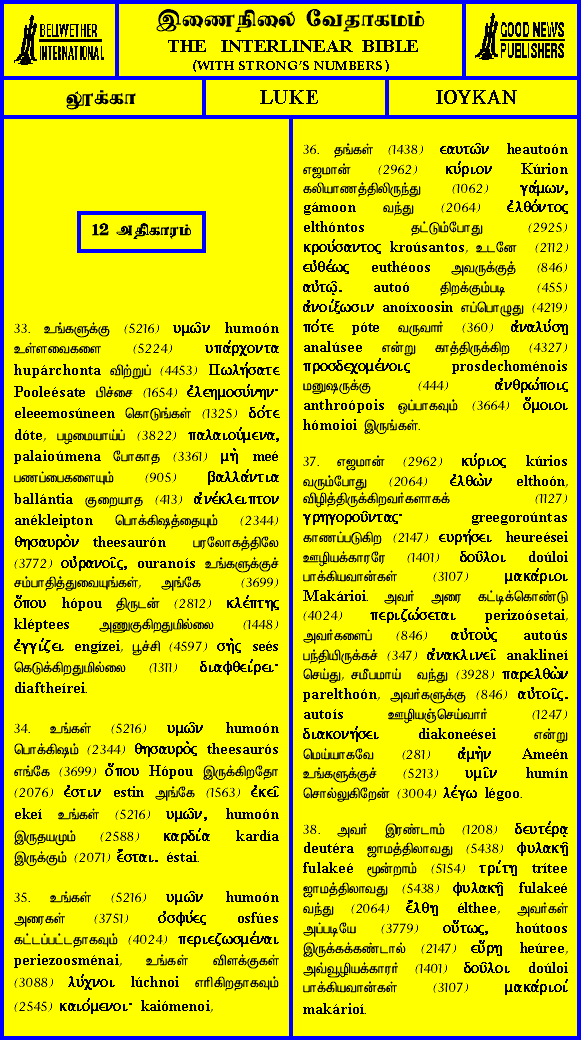 BELLWETHER
INTERNATIONAL
இணைநிலை வேதாகமம்
THE INTERLINEAR BIBLE
(WITH STRONG'S NUMBERS)
GOOD NEWS
PUBLISHERS
லூக்கா
LUKE
ΙΟΥΚΑΝ
12 அதிகாரம்
33. உங்களுக்கு (5216) υμῶν humoón
உள்ளவைகளை (5224) υπάρχοντα
hupárchonta விற்றுப் (4453) Πωλήσατε
Pooleésate பிச்சை (1654) ἐλεημοσύνην·
eleeemosúneen கொடுங்கள் (1325) δότε
dóte, பழமையாய்ப் (3822) παλαιούμενα,
palaioúmena போகாத (3361) μὴ meé
பணப்பைகளையும் (905) βαλλάντια
ballántia குறையாத (413) ἀνέκλειπτον
anékleipton பொக்கிஷத்தையும் (2344)
θησαυρὸν theesaurón பரலோகத்திலே
(3772) οὐρανοῖς, ouranoís உங்களுக்குச்
சம்பாதித்துவையுங்கள், அங்கே (3699)
ὅπου hópou திருடன் (2812) κλέπτης
kléptees அணுகுகிறதுமில்லை (1448)
ἐγγίζει engízei, பூச்சி (4597) σὴς seés
கெடுக்கிறதுமில்லை (1311) διαφθείρει·
diaftheírei.
34. உங்கள் (5216) υμῶν humoón
பொக்கிஷம் (2344) θησαυρὸς theesaurós
எங்கே (3699) ὅπου Hópou இருக்கிறதோ
(2076) ἐστιν estin அங்கே (1563) ἐκεῖ
ekeí உங்கள் (5216) υμῶν, humoón
இருதயமும் (2588) καρδία kardía
இருக்கும் (2071) ἔσται. éstai.
35. உங்கள் (5216) υμῶν humoón
அரைகள் (3751) ὀσφύες osfúes
கட்டப்பட்டதாகவும் (4024) περιεζωσμέναι
periezoosménai, உங்கள் விளக்குகள்
(3088) λύχνοι lúchnoi எரிகிறதாகவும்
(2545) καιόμενοι· kaiómenoi,
36. தங்கள் (1438) εαυτῶν heautoón
எஜமான் (2962) κύριον Kúrion
கலியாணத்திலிருந்து (1062) γάμων,
gámoon வந்து (2064) ἐλθόντος
elthóntos தட்டும்போது (2925)
κρούσαντος kroúsantos, உடனே (2112)
εὐθέως euthéoos அவருக்குத் (846)
αὐτῷ. autoó திறக்கும்படி (455)
ἀνοίξωσιν anoíxoosin எப்பொழுது (4219)
πότε póte வருவார் (360) ἀναλύσῃ
analúsee என்று காத்திருக்கிற (4327)
προσδεχομένοις prosdechoménois
மனுஷருக்கு (444) ἀνθρώποις
anthroópois ஒப்பாகவும் (3664) ὅμοιοι
hómoioi இருங்கள்.
37. எஜமான் (2962) κύριος kúrios
வரும்போது (2064) ἐλθὼν elthoón,
விழித்திருக்கிறவர்களாகக் (1127)
γρηγοροῦντας· greegoroúntas
காணப்படுகிற (2147) ευρήσει heureései
ஊழியக்காரரே (1401) δοῦλοι doúloi
பாக்கியவான்கள் (3107) μακάριοι
Makárioi. அவர் அரை கட்டிக்கொண்டு
(4024) περιζώσεται perizoósetai,
அவர்களைப் (846) αὐτοὺς autoús
பந்தியிருக்கச் (347) ἀνακλινεῖ anaklineí
செய்து, சமீபமாய் வந்து (3928) παρελθὼν
parelthoón, அவர்களுக்கு (846) αὐτοῖς.
autoís ஊழியஞ்செய்வார் (1247)
διακονήσει diakoneései என்று
மெய்யாகவே (281) ἀμὴν Ameén
உங்களுக்குச் (5213) υμῖν humín
சொல்லுகிறேன் (3004) λέγω légoo.
38. அவர் இரண்டாம் (1208) δευτέρᾳ
deutéra ஜாமத்திலாவது (5438) φυλακῇ
fulakeé மூன்றாம் (5154) τρίτῃ trítee
ஜாமத்திலாவது (5438) φυλακῇ fulakeé
வந்து (2064) ἔλθῃ élthee, அவர்கள்
அப்படியே (3779) οὕτως, hoútoos
இருக்கக்கண்டால் (2147) εὕρῃ heúree,
அவ்வூழியக்காரர் (1401) δοῦλοι doúloi
பாக்கியவான்கள் (3107) μακάριοί
makárioí.